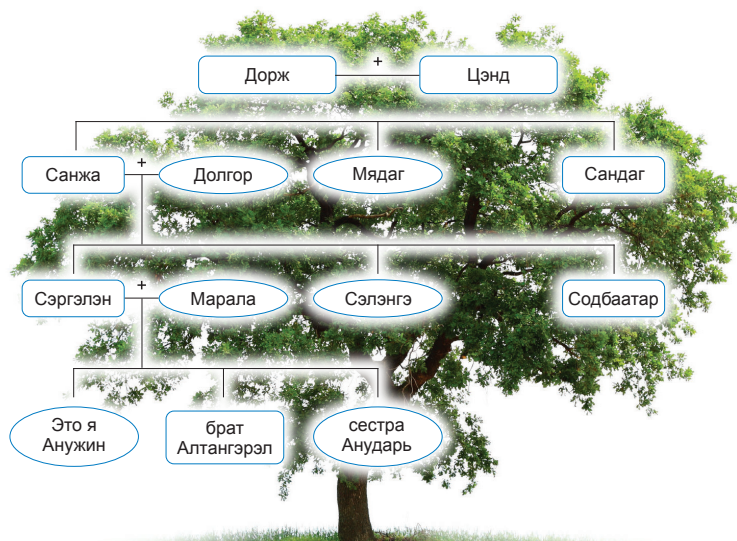 +
Дорж
Цэнд
+
Санжа
Долгор
Мядаг
Сандаг
+
Сэргэлэн
Марала
Сэлэнгэ
Содбаатар
Это я
Анужин
брат
Алтангэрэл
сестра
Анударь